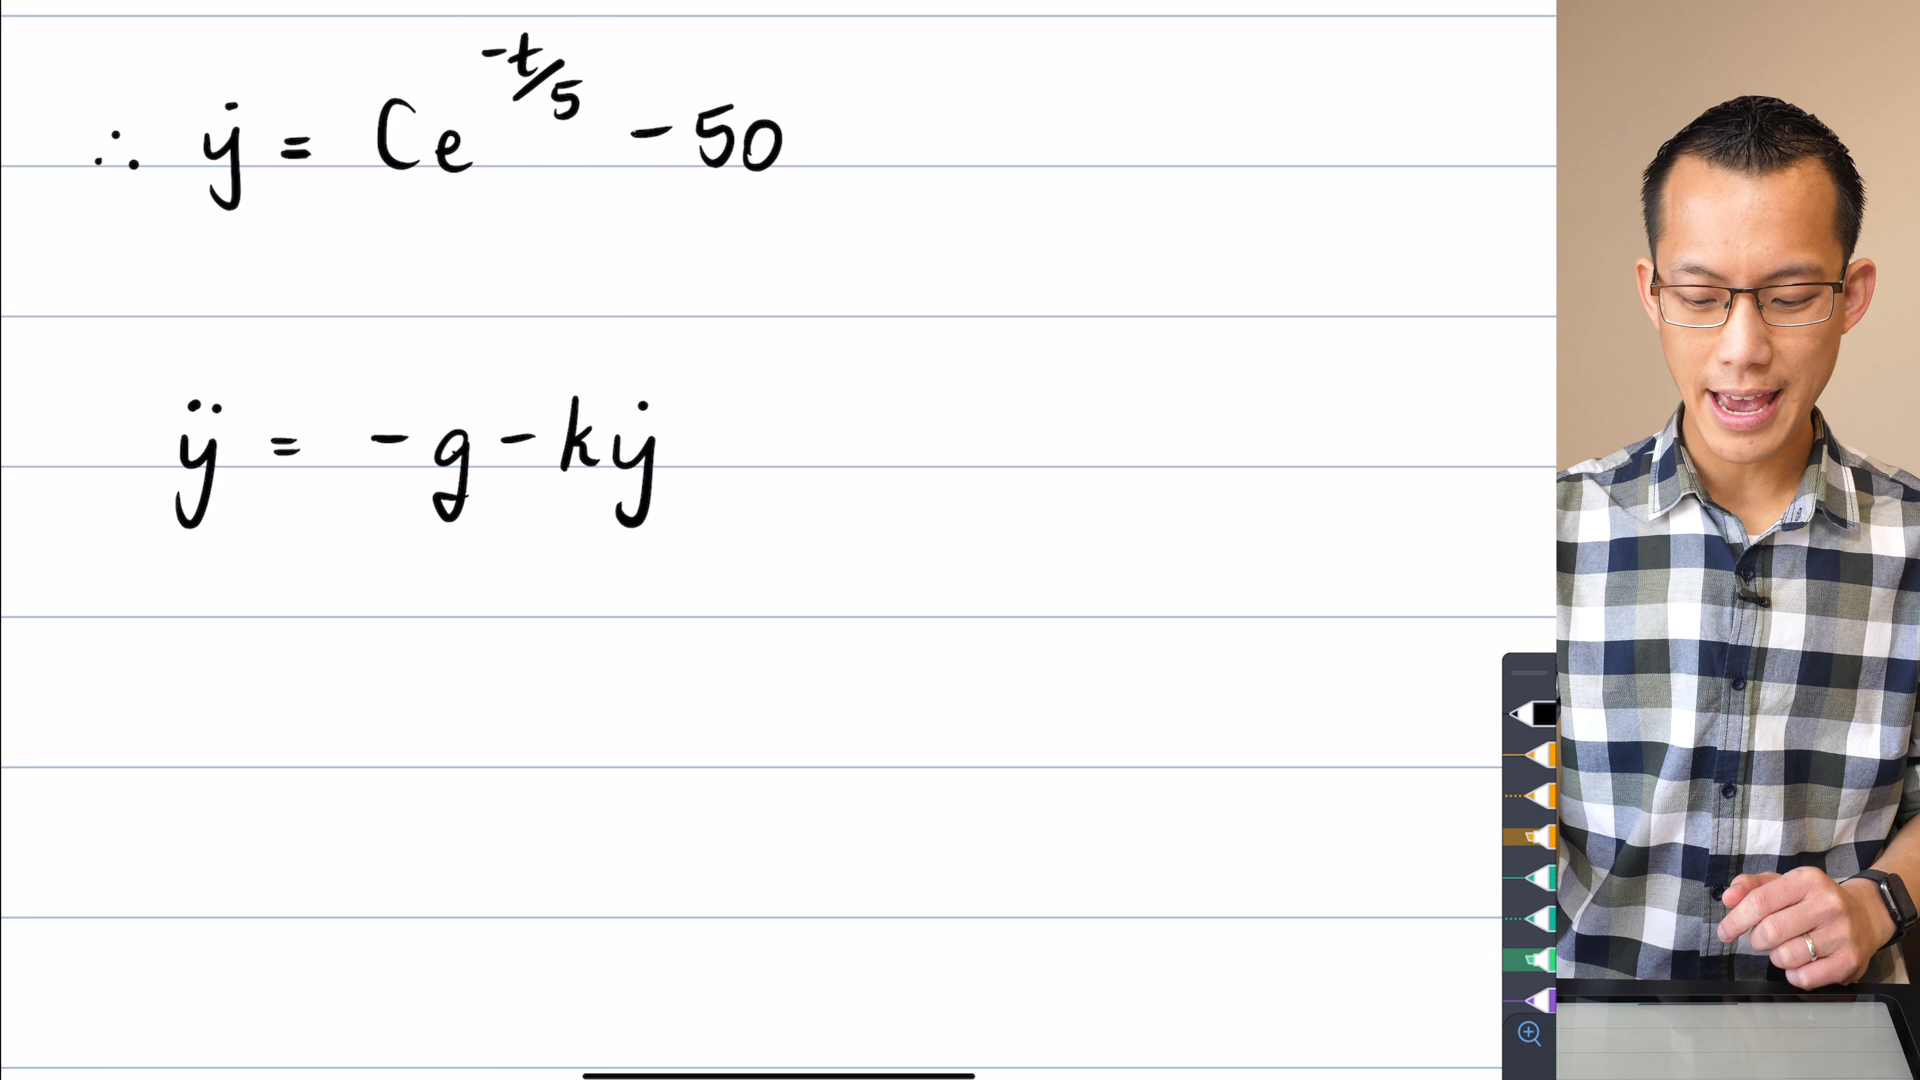 ∴ ẏ = Ce^{-t/5} - 50
ÿ = -g - kẏ